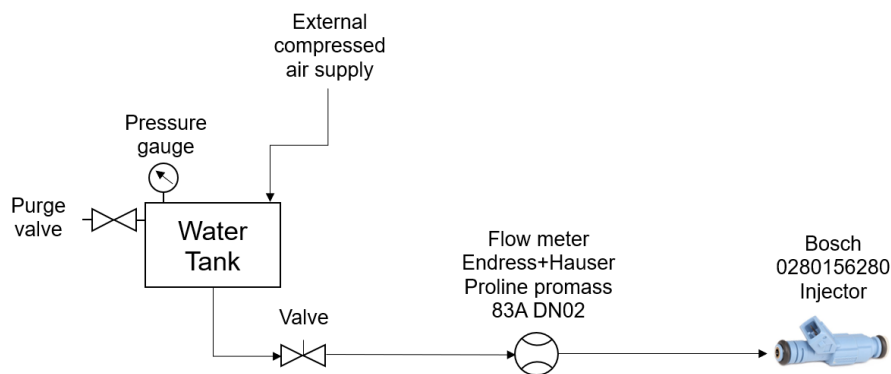 External
compressed
air supply
Pressure
gauge
Purge
valve
Water
Tank
Valve
Flow meter
Endress+Hauser
Proline promass
83A DN02
Bosch
0280156280
Injector